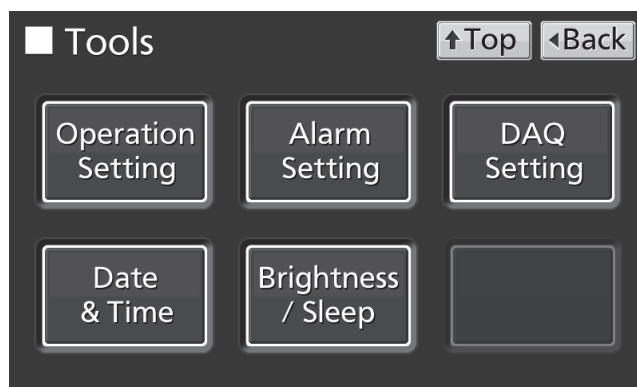 Tools
Top
Back
Operation
Setting
Alarm
Setting
DAQ
Setting
Date
& Time
Brightness
/ Sleep